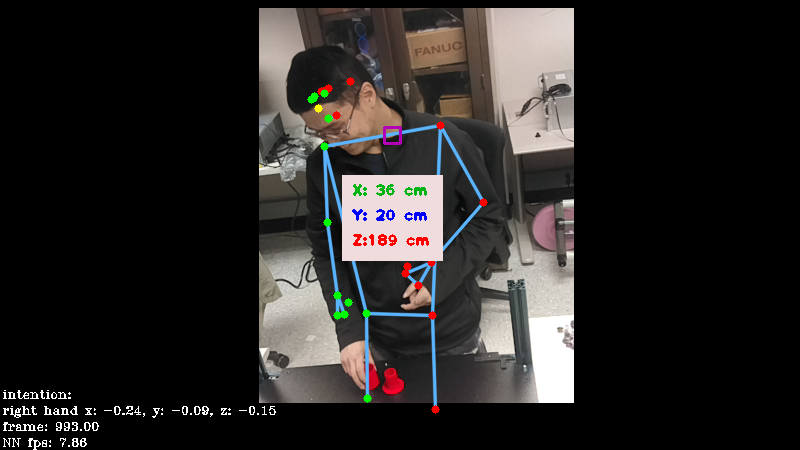 FANUC
X: 36 cm
Y: 20 cm
Z:189 cm
intention:
right hand x: -0.24, y: -0.09, z: -0.15
frame: 993.00
NN fps: 7.86